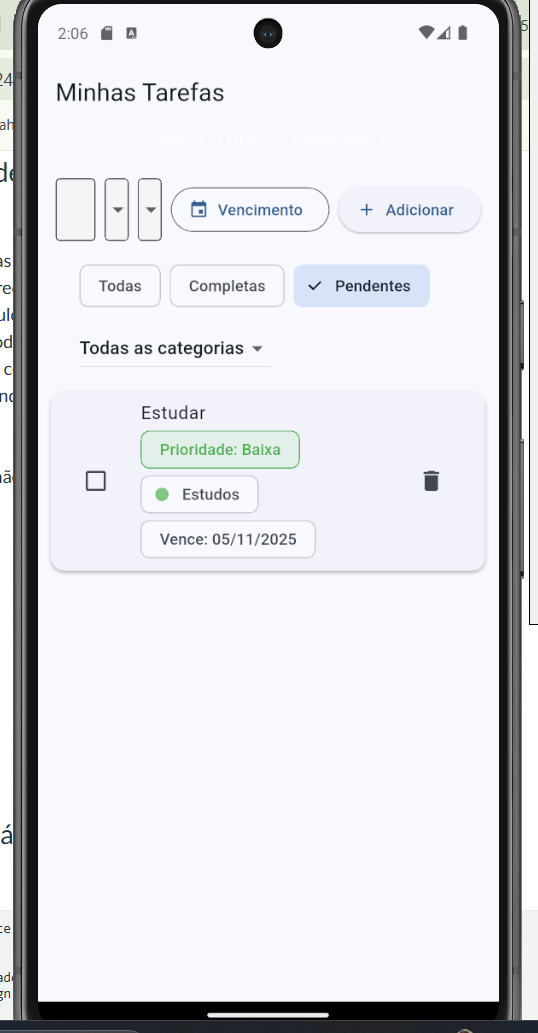 2:06
Minhas Tarefas
Total: 3 • Feitas: 2 • Pendentes: 1
Vencimento
Adicionar
Todas
Completas
Pendentes
Todas as categorias
Estudar
Prioridade: Baixa
Estudos
Vence: 05/11/2025